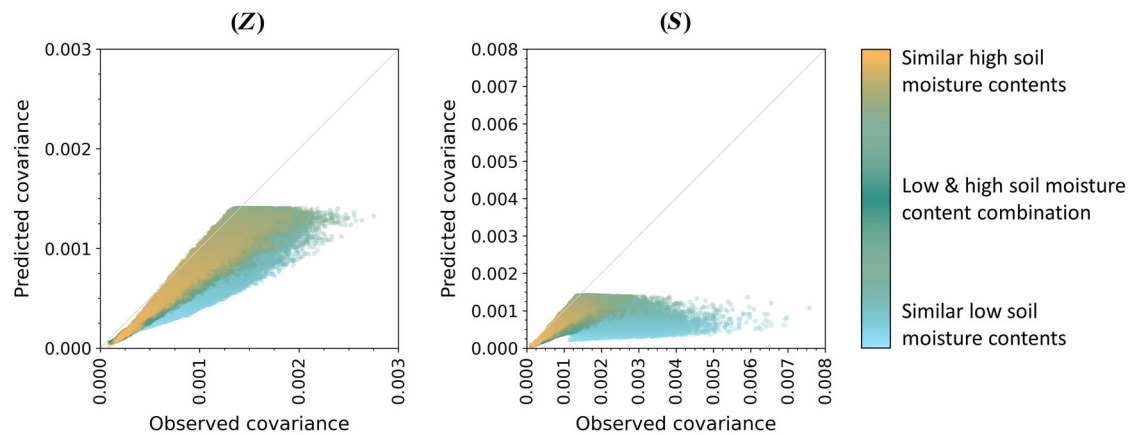 (Z)
0.003
0.002
0.001
0.000
Predicted covariance
0.000
0.001
0.002
0.003
Observed covariance
(S)
0.008
0.007
0.006
0.005
0.004
0.003
0.002
0.001
0.000
Predicted covariance
0.000
0.001
0.002
0.003
0.004
0.005
0.006
0.007
0.008
Observed covariance
Similar high soil
moisture contents
Low & high soil moisture
content combination
Similar low soil
moisture contents